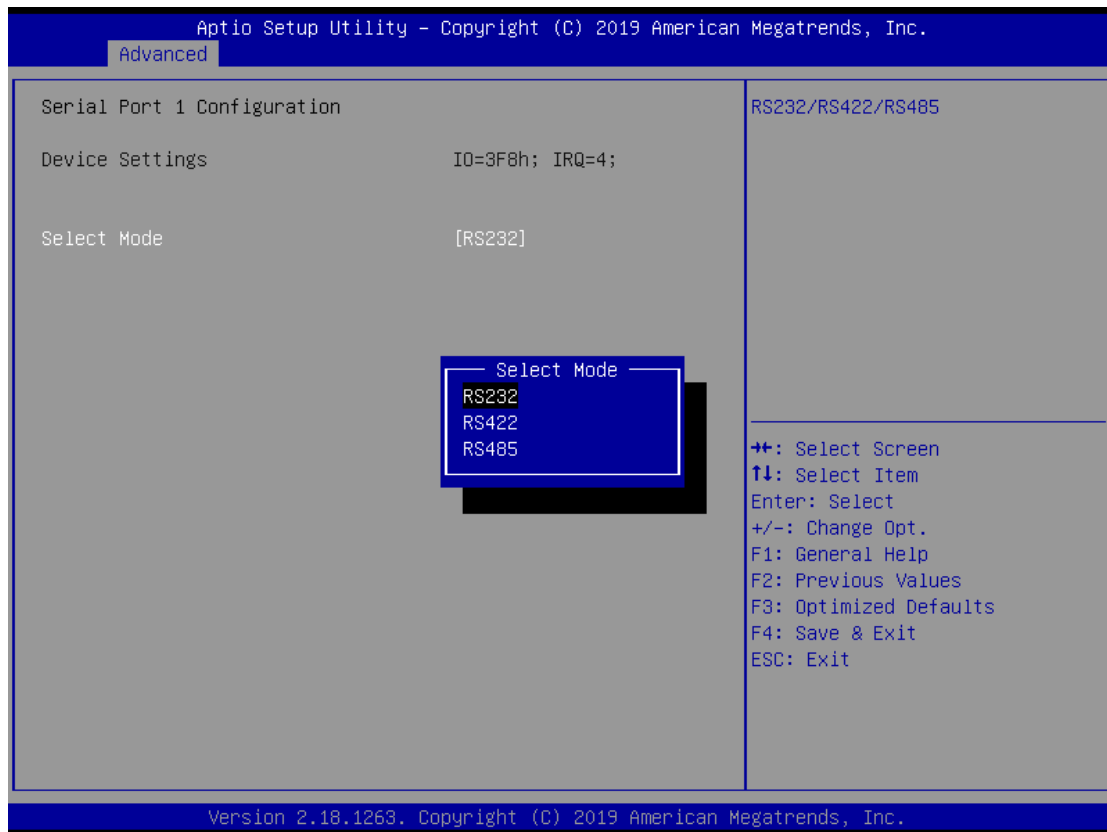 Aptio Setup Utility – Copyright (C) 2019 American Megatrends, Inc.
Advanced
Serial Port 1 Configuration
Device Settings IO=3F8h; IRQ=4;
Select Mode [RS232]
Select Mode
RS232
RS422
RS485
RS232/RS422/RS485
→←: Select Screen
↑↓: Select Item
Enter: Select
+/-: Change Opt.
F1: General Help
F2: Previous Values
F3: Optimized Defaults
F4: Save & Exit
ESC: Exit
Version 2.18.1263. Copyright (C) 2019 American Megatrends, Inc.